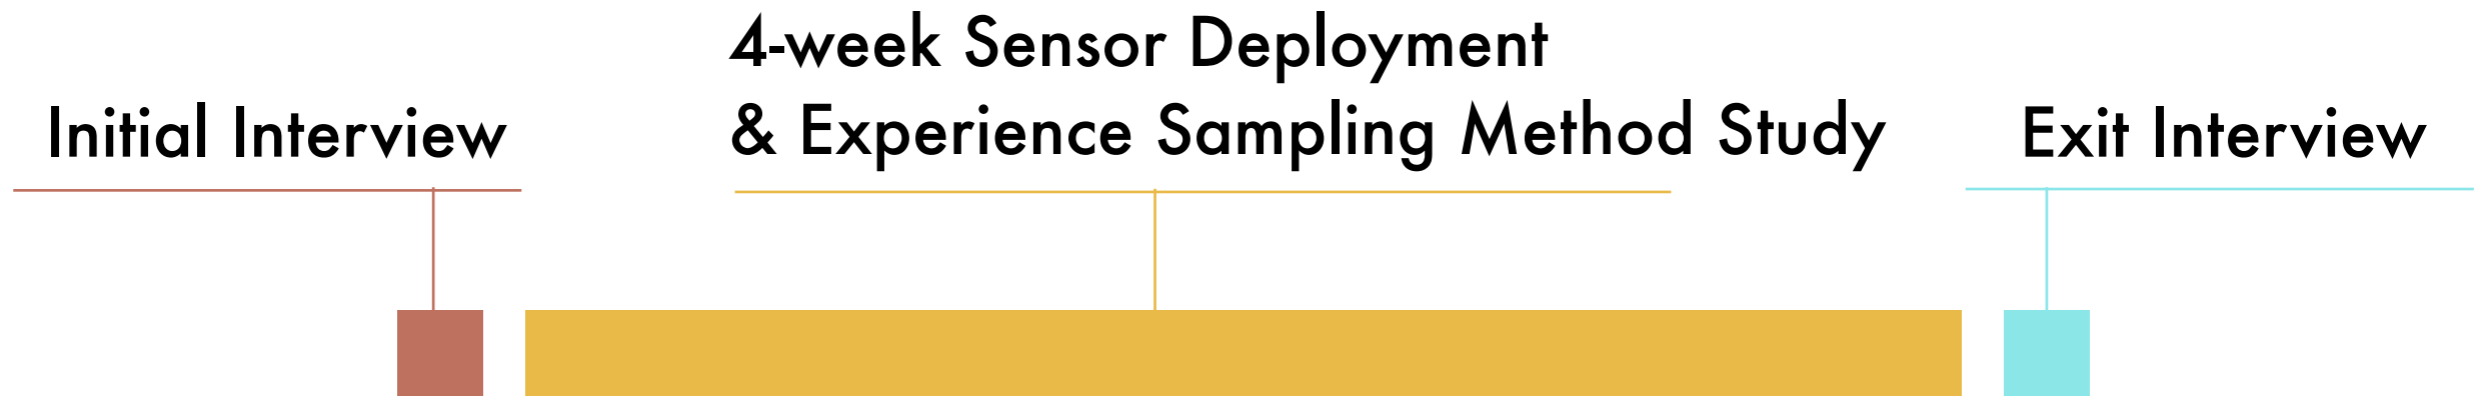 Initial Interview
4-week Sensor Deployment
& Experience Sampling Method Study
Exit Interview